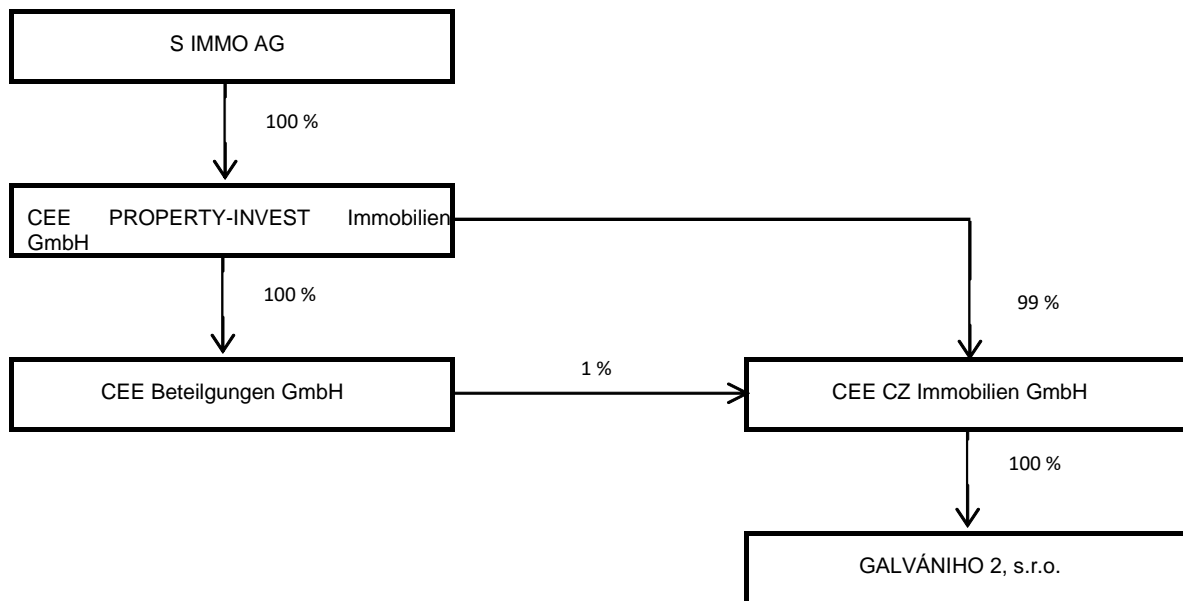 S IMMO AG
100 %
CEE PROPERTY-INVEST Immobilien
GmbH
100 %
99 %
CEE Beteilgungen GmbH
1 %
CEE CZ Immobilien GmbH
100 %
GALVÁNIHO 2, s.r.o.